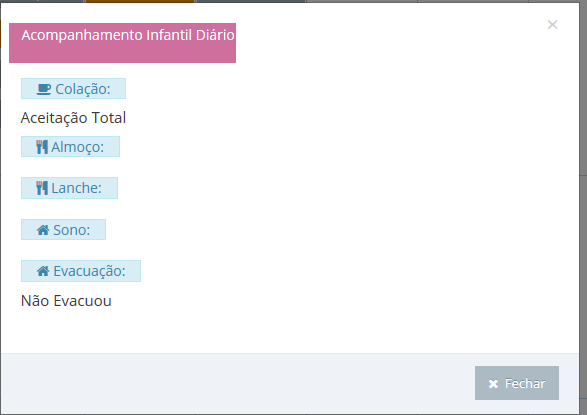 Acompanhamento Infantil Diário
×
Colação:
Aceitação Total
Almoço:
Lanche:
Sono:
Evacuação:
Não Evacuou
Fechar